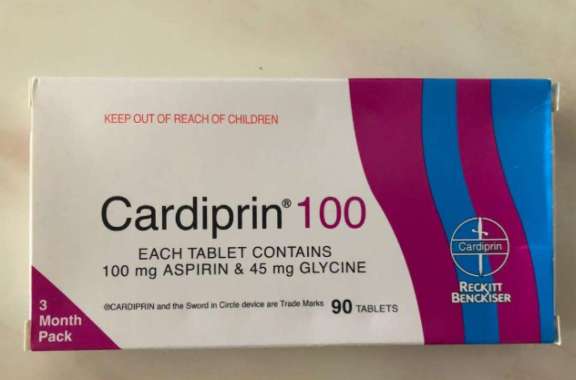 KEEP OUT OF REACH OF CHILDREN
Cardiprin® 100
EACH TABLET CONTAINS
100 mg ASPIRIN & 45 mg GLYCINE
®CARDIPRIN and the Sword in Circle device are Trade Marks 90 TABLETS
3
Month
Pack
Cardiprin
RECKITT
BENCKISER